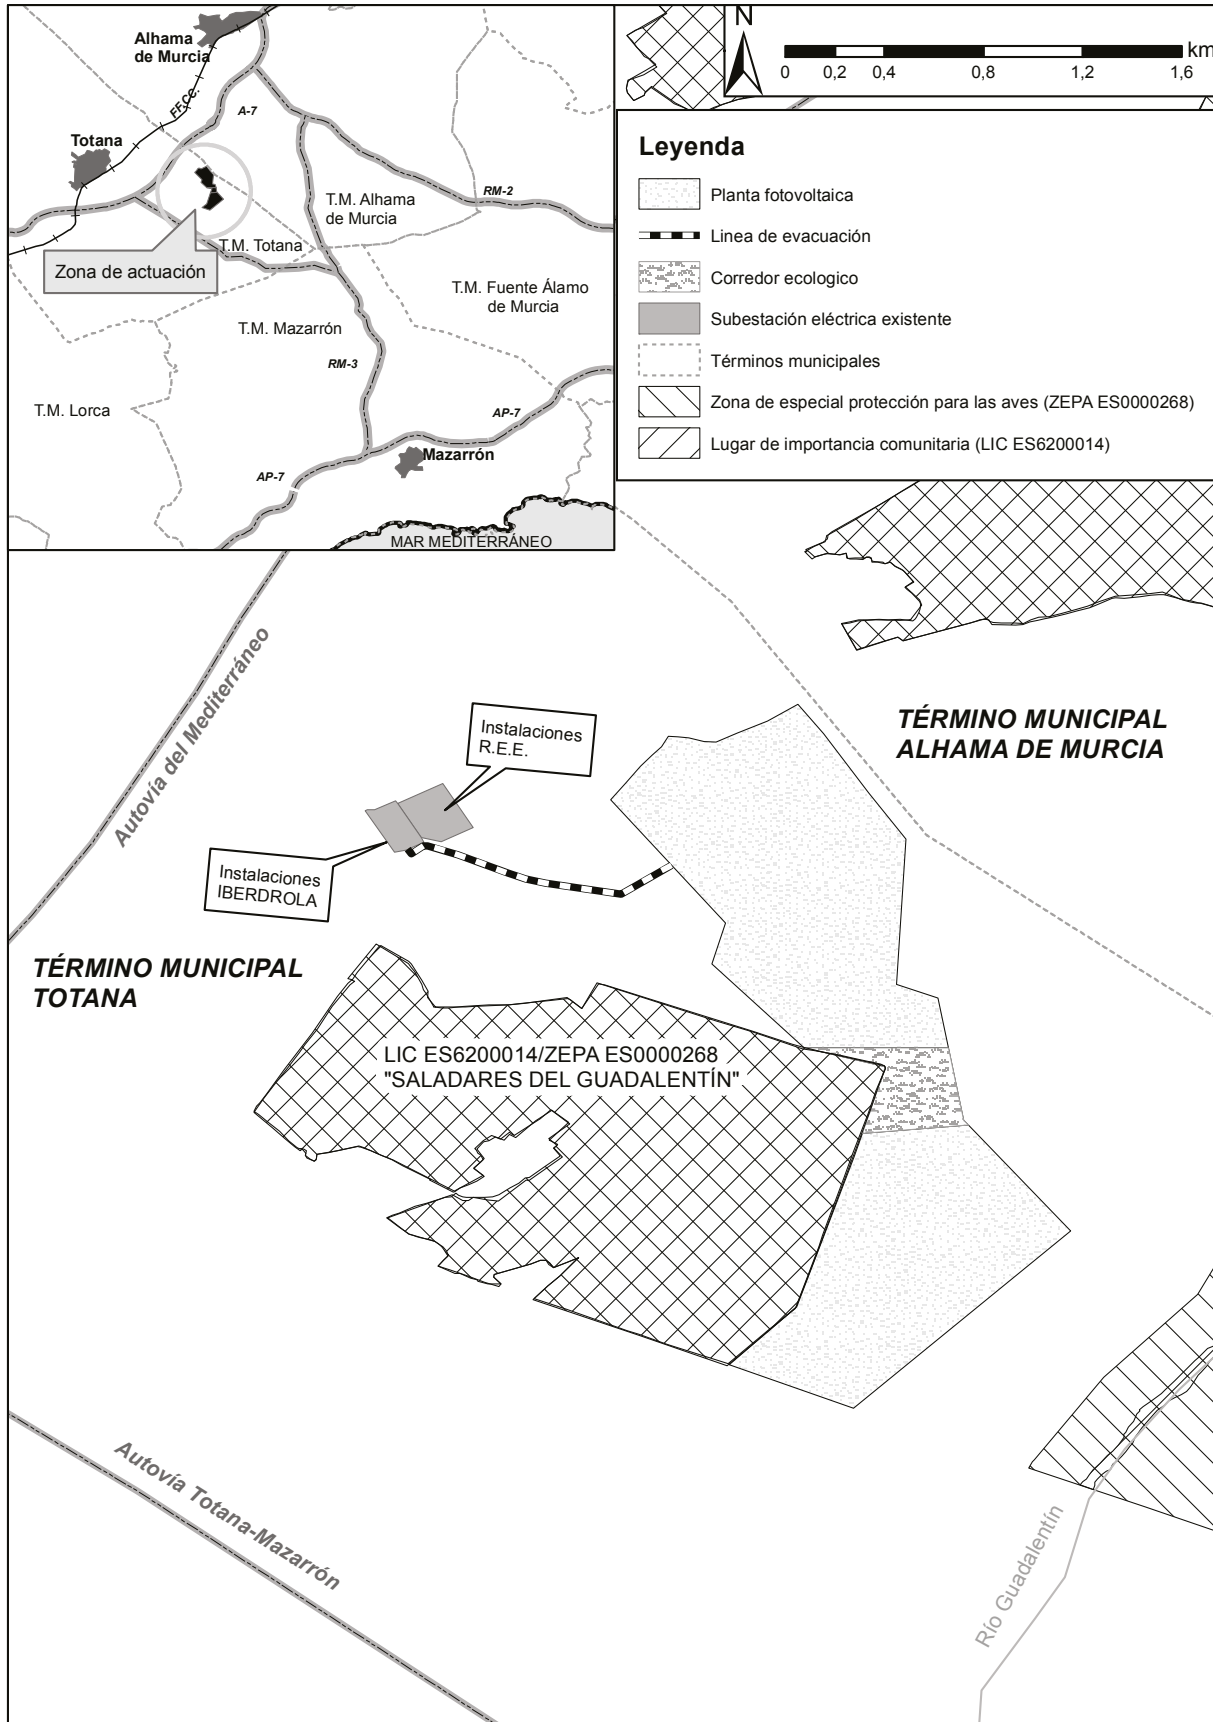 Alhama
de Murcia
FF.CC.
A-7
Totana
RM-2
T.M. Alhama
de Murcia
T.M. Totana
Zona de actuación
T.M. Fuente Álamo
de Murcia
T.M. Mazarrón
RM-3
T.M. Lorca
AP-7
Mazarrón
AP-7
MAR MEDITERRÁNEO
N
km
0 0,2 0,4 0,8 1,2 1,6
Leyenda
Planta fotovoltaica
Linea de evacuación
Corredor ecologico
Subestación eléctrica existente
Términos municipales
Zona de especial protección para las aves (ZEPA ES0000268)
Lugar de importancia comunitaria (LIC ES6200014)
Autovía del Mediterráneo
Instalaciones
R.E.E.
TÉRMINO MUNICIPAL
ALHAMA DE MURCIA
Instalaciones
IBERDROLA
TÉRMINO MUNICIPAL
TOTANA
LIC ES6200014/ZEPA ES0000268
"SALADARES DEL GUADALENTÍN"
Autovía Totana-Mazarrón
Río Guadalentín